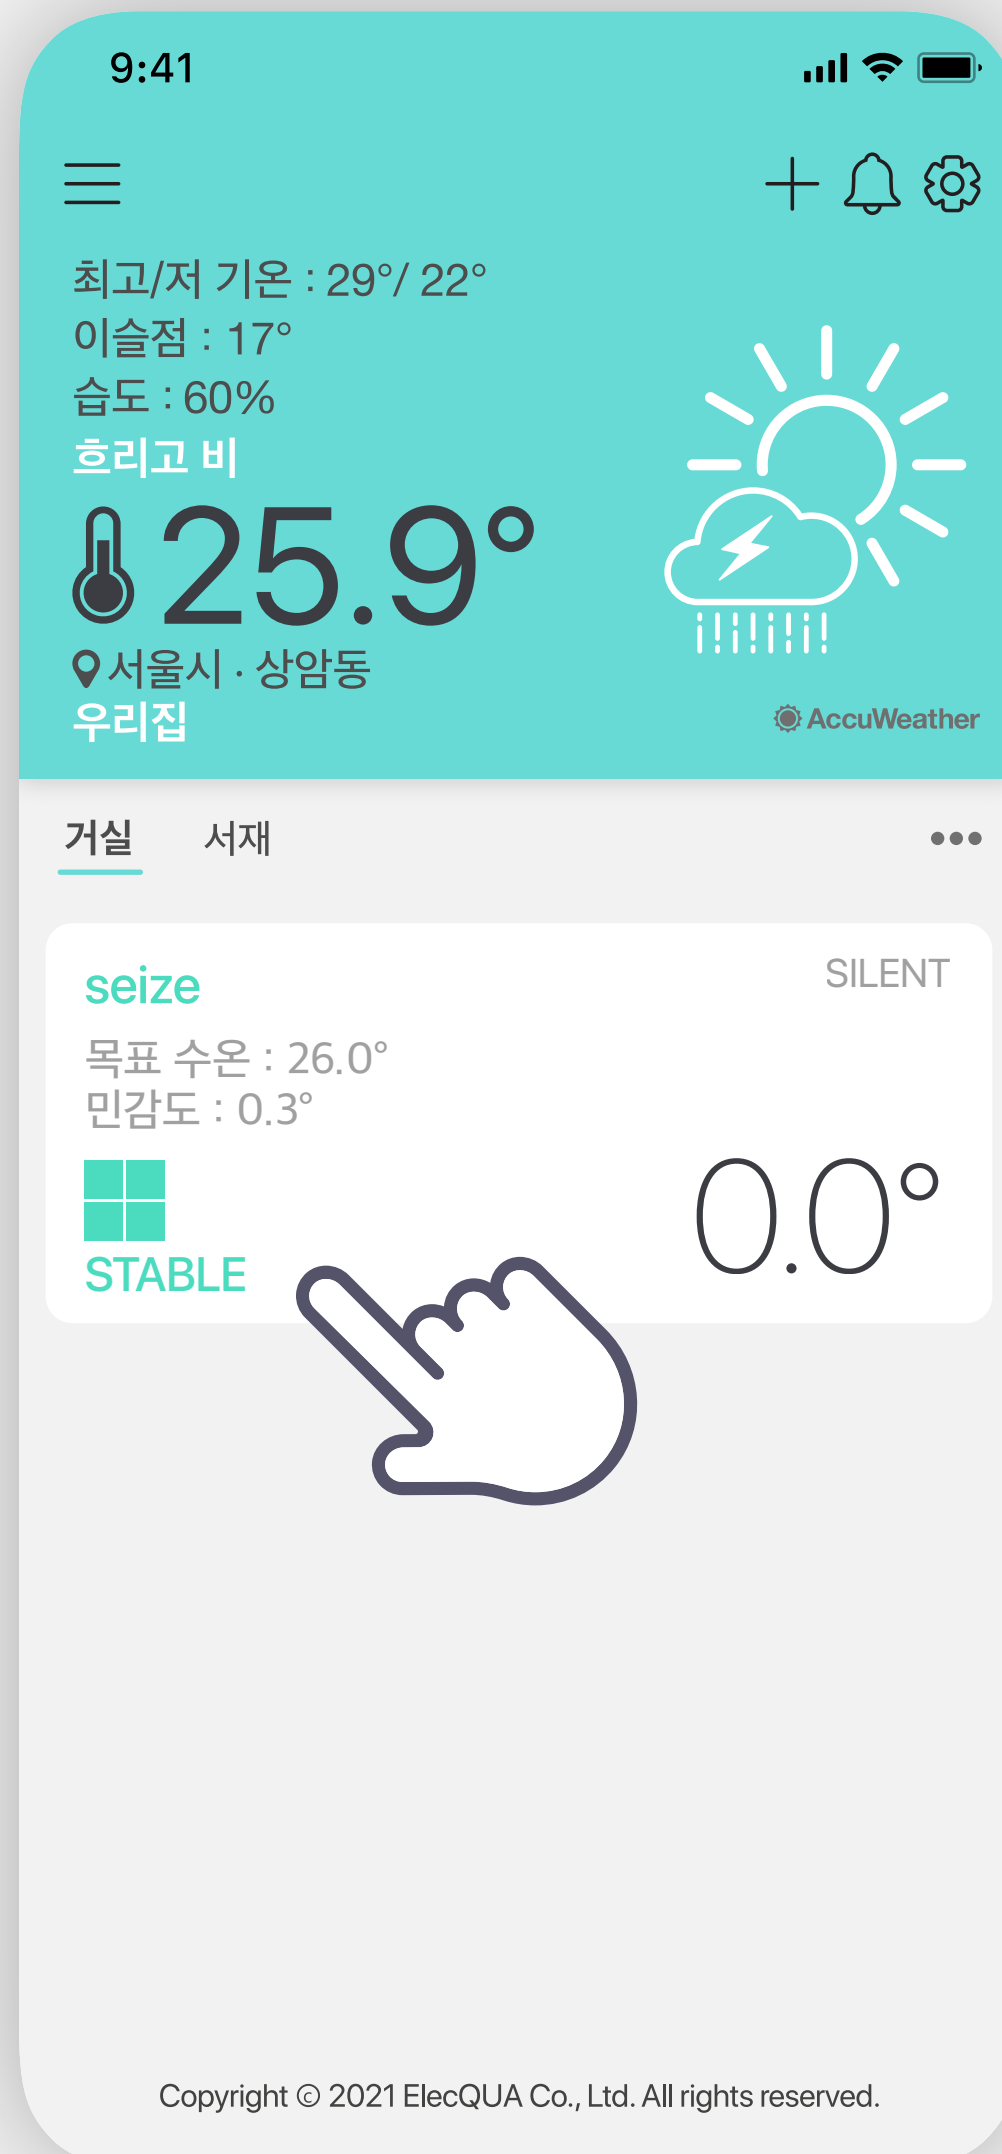 9:41
최고/저 기온 : 29°/ 22°
이슬점 : 17°
습도 : 60%
흐리고 비
25.9°
서울시 · 상암동
우리집
AccuWeather
거실 서재
seize
SILENT
목표 수온 : 26.0°
민감도 : 0.3°
0.0°
STABLE
Copyright © 2021 ElecQUA Co., Ltd. All rights reserved.